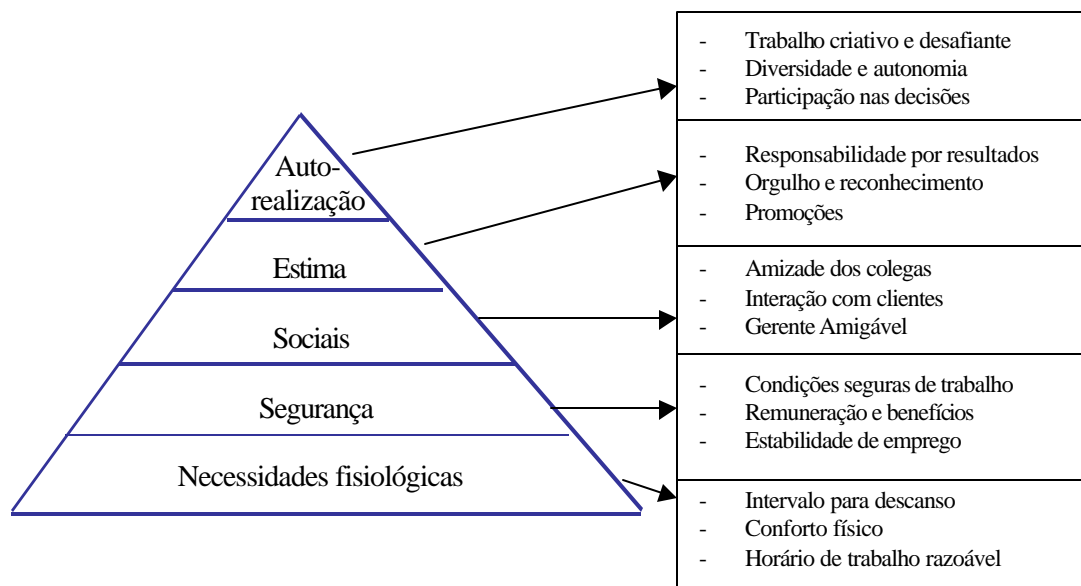 Auto-
realização
Estima
Sociais
Segurança
Necessidades fisiológicas
- Trabalho criativo e desafiante
- Diversidade e autonomia
- Participação nas decisões
- Responsabilidade por resultados
- Orgulho e reconhecimento
- Promoções
- Amizade dos colegas
- Interação com clientes
- Gerente Amigável
- Condições seguras de trabalho
- Remuneração e benefícios
- Estabilidade de emprego
- Intervalo para descanso
- Conforto físico
- Horário de trabalho razoável